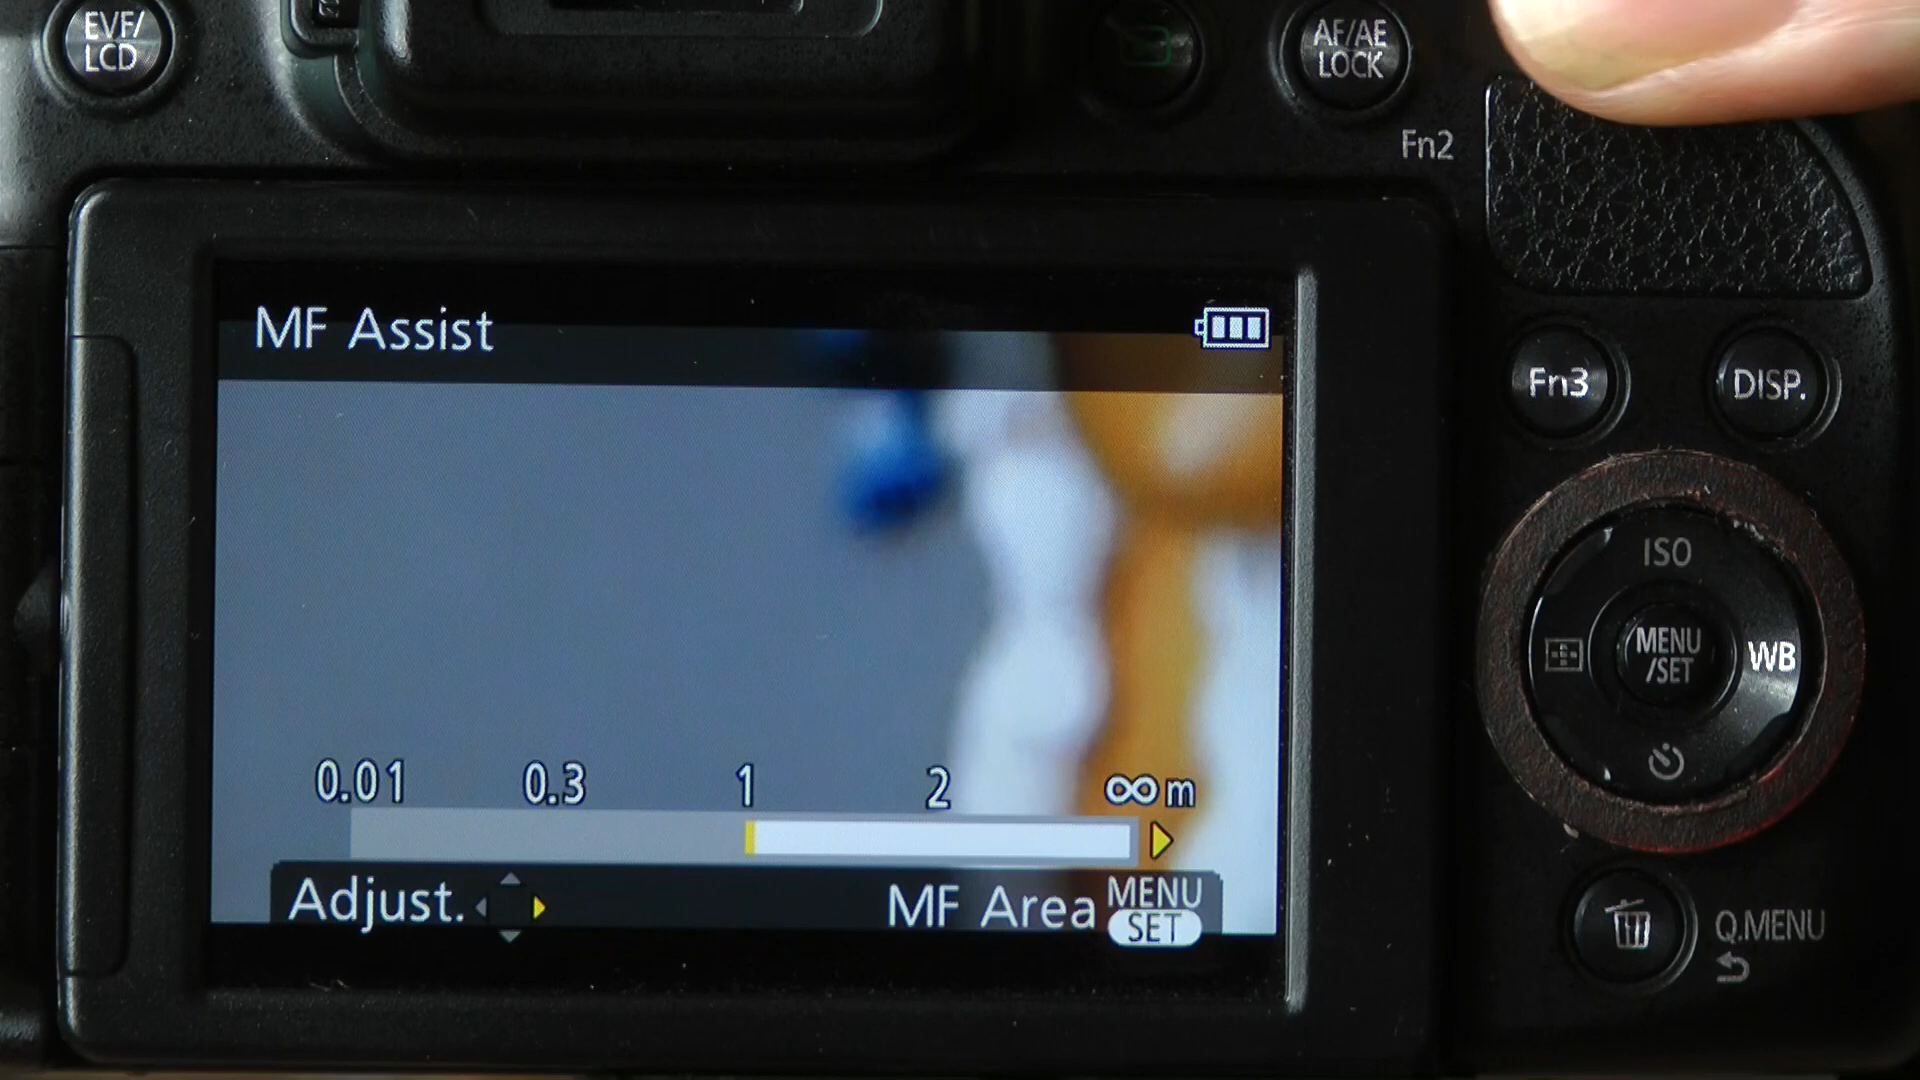 EVF/
LCD
AF/AE
LOCK
Fn2
MF Assist
Fn3
DISP.
ISO
MENU
/SET
WB
0.01 0.3 1 2 ∞ m
Adjust.
MF Area MENU
SET
Q.MENU